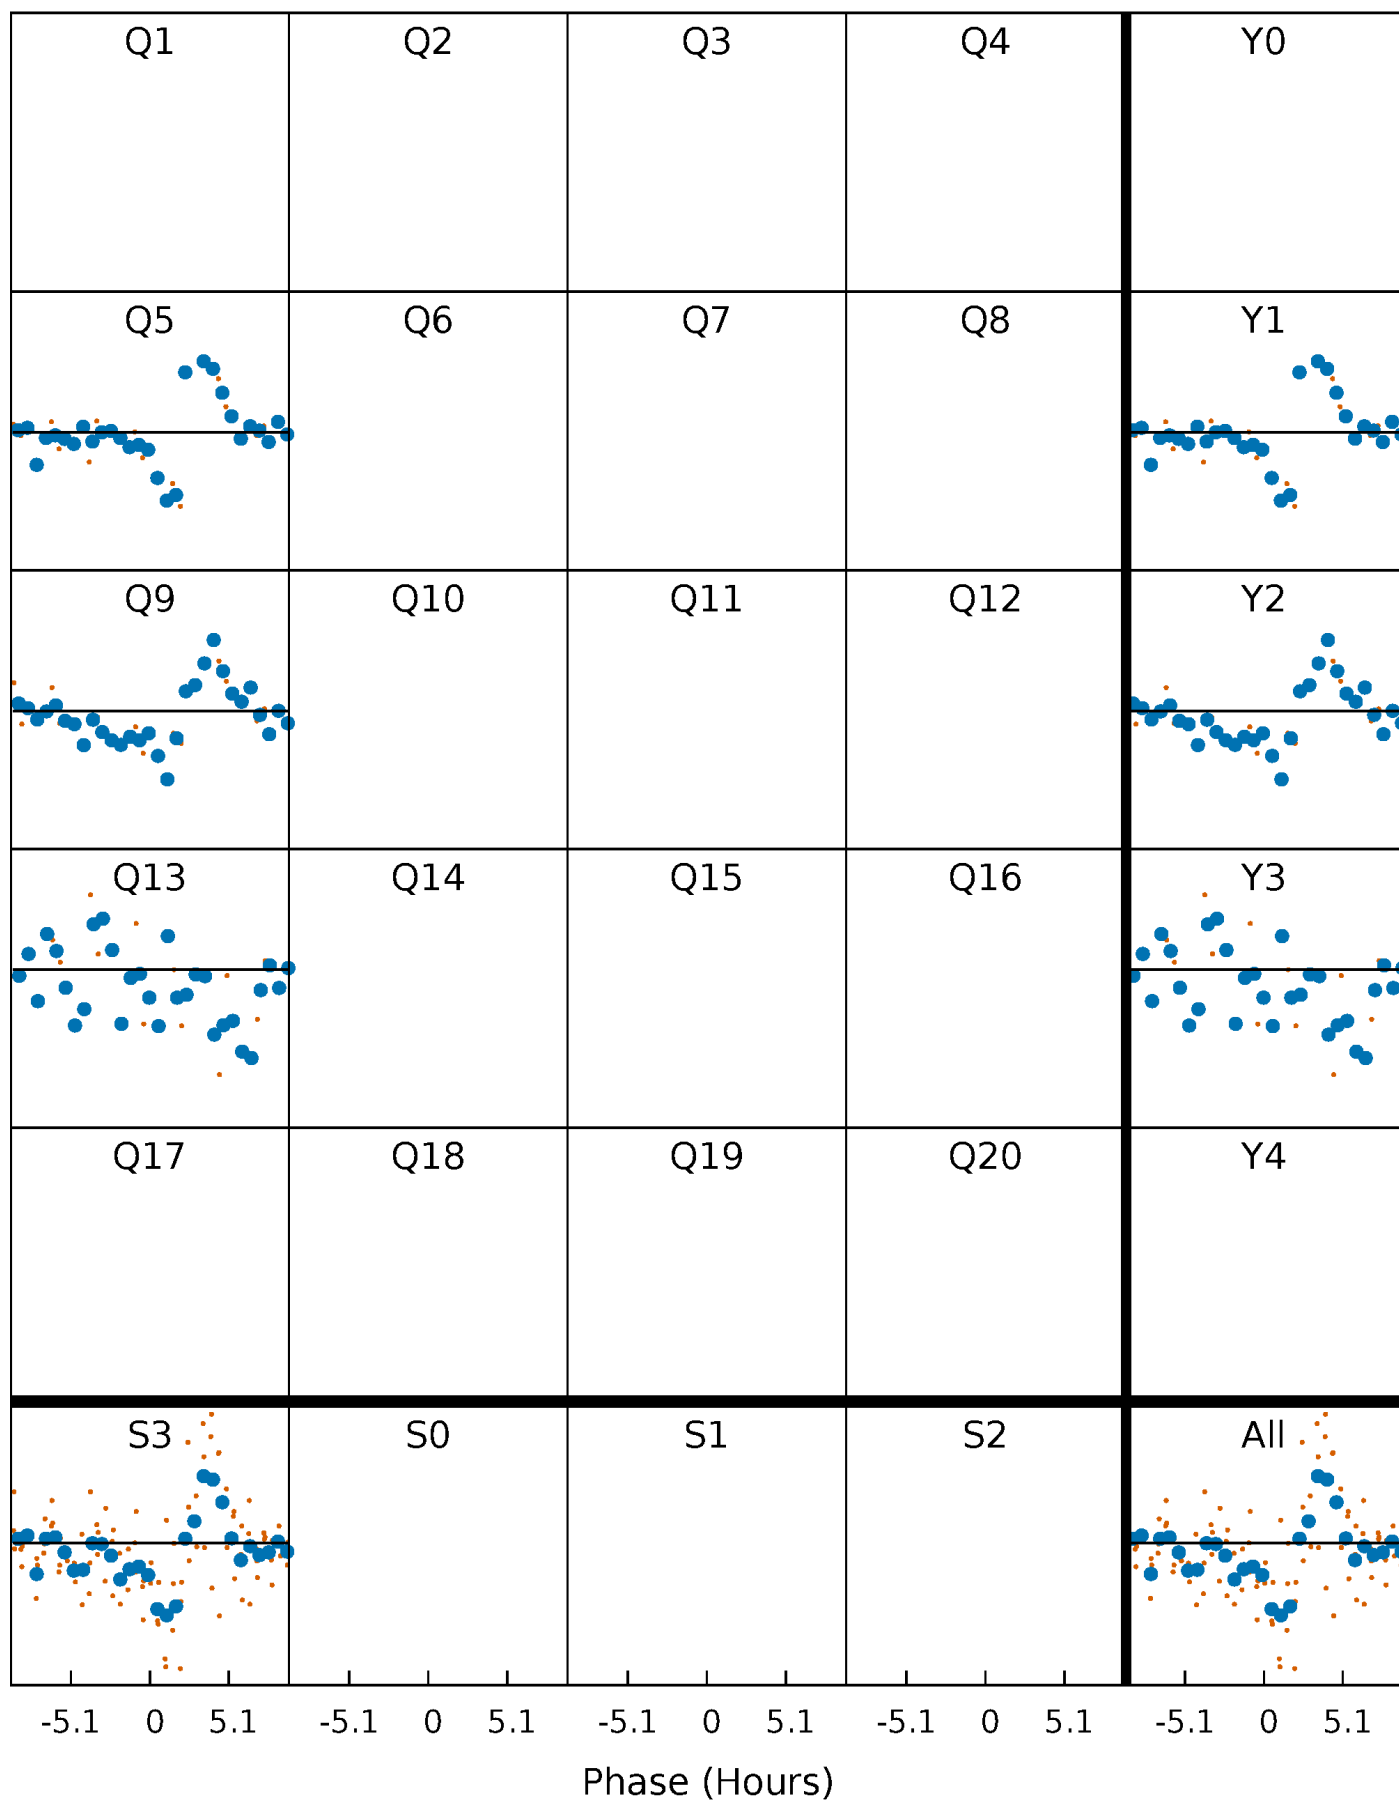 Q1 Q2 Q3 Q4 Y0
Q5 Q6 Q7 Q8 Y1
Q9 Q10 Q11 Q12 Y2
Q13 Q14 Q15 Q16 Y3
Q17 Q18 Q19 Q20 Y4
S3 S0 S1 S2 All
-5.1 0 5.1 -5.1 0 5.1 -5.1 0 5.1 -5.1 0 5.1 -5.1 0 5.1
Phase (Hours)